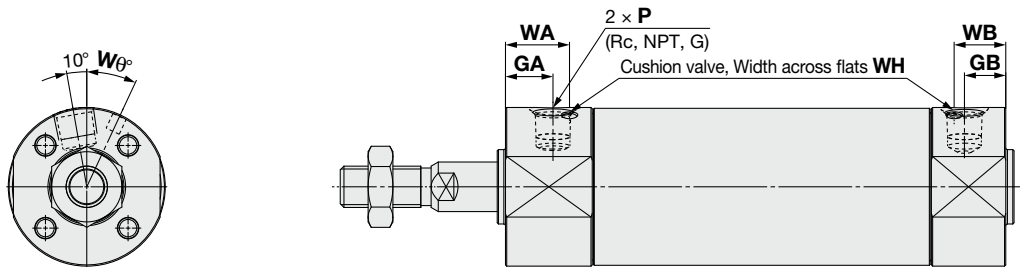 10° Wθ°
WA
GA
2 × P
(Rc, NPT, G)
Cushion valve, Width across flats WH
WB
GB